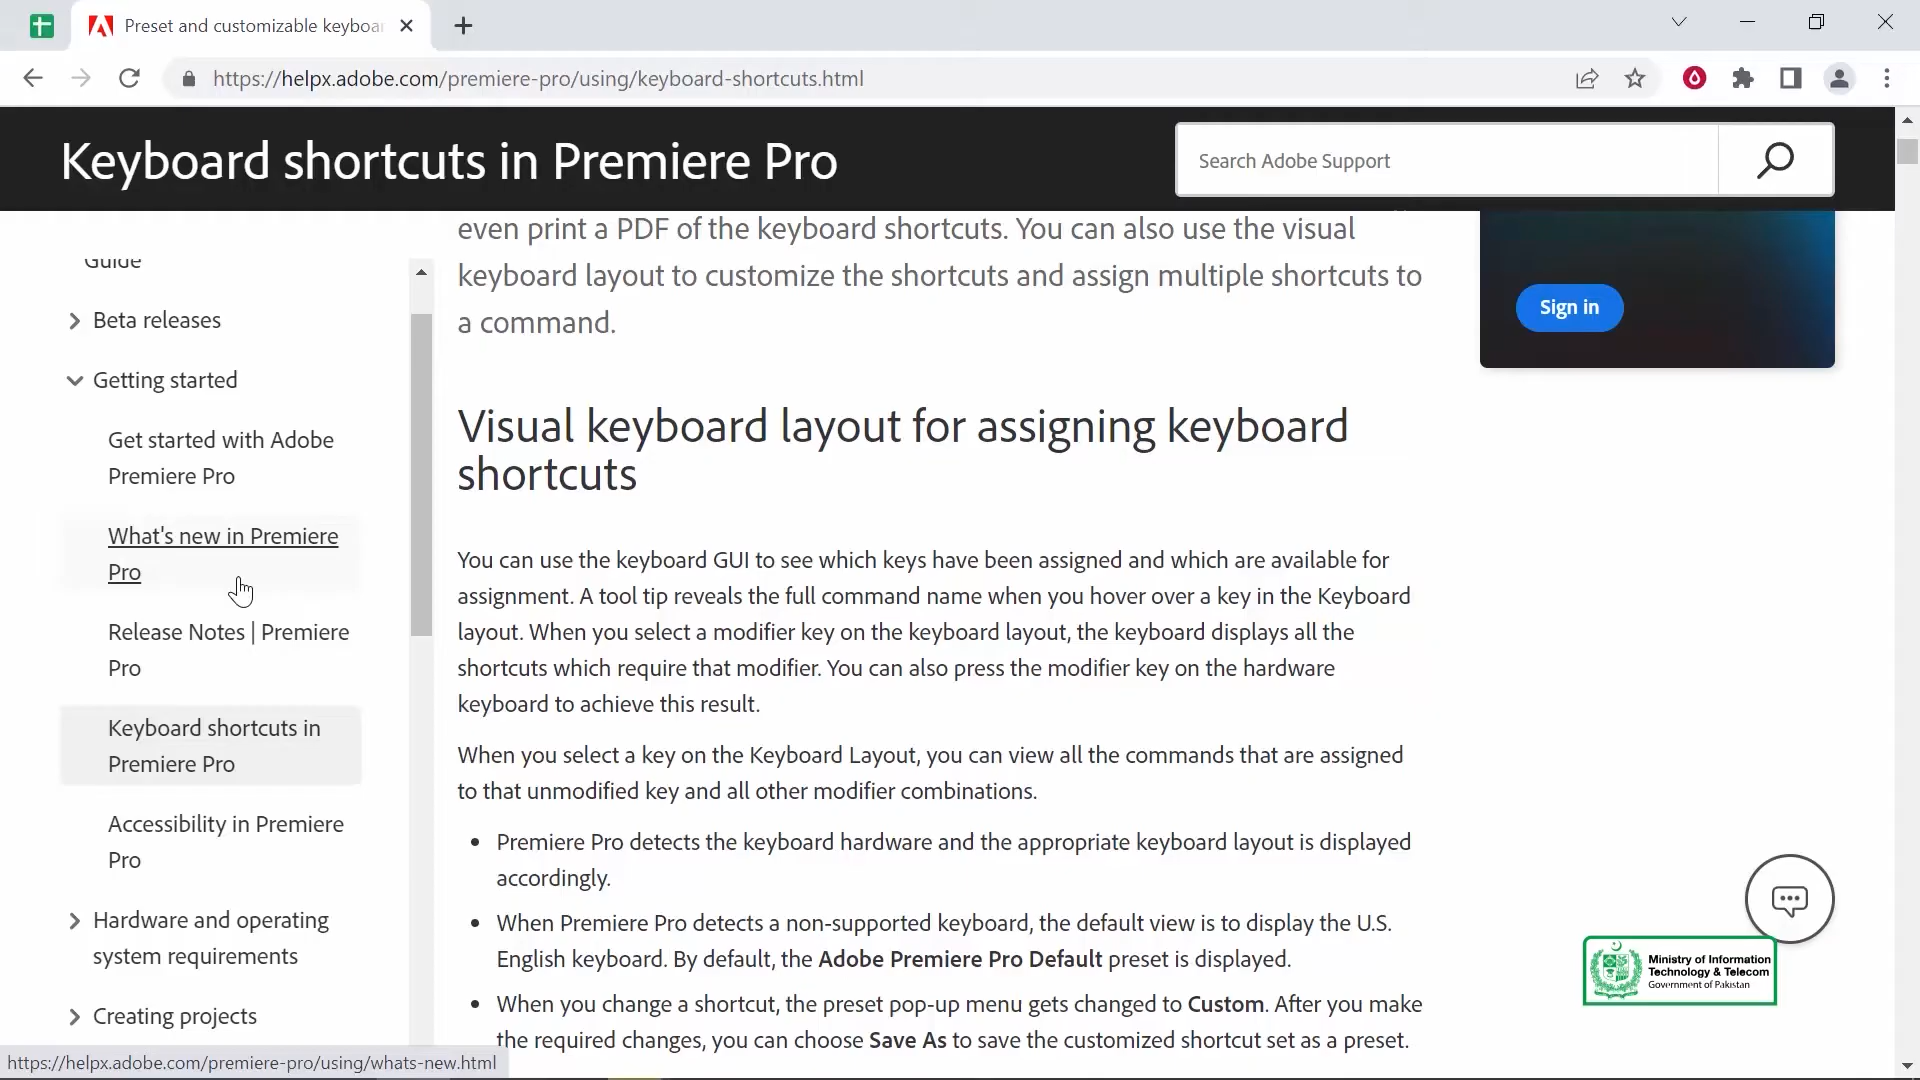 Preset and customizable keyboar
https://helpx.adobe.com/premiere-pro/using/keyboard-shortcuts.html
Keyboard shortcuts in Premiere Pro
Search Adobe Support
Guide
Beta releases
Getting started
Get started with Adobe
Premiere Pro
What's new in Premiere
Pro
Release Notes | Premiere
Pro
Keyboard shortcuts in
Premiere Pro
Accessibility in Premiere
Pro
Hardware and operating
system requirements
Creating projects
even print a PDF of the keyboard shortcuts. You can also use the visual
keyboard layout to customize the shortcuts and assign multiple shortcuts to
a command.
Visual keyboard layout for assigning keyboard
shortcuts
You can use the keyboard GUI to see which keys have been assigned and which are available for
assignment. A tool tip reveals the full command name when you hover over a key in the Keyboard
layout. When you select a modifier key on the keyboard layout, the keyboard displays all the
shortcuts which require that modifier. You can also press the modifier key on the hardware
keyboard to achieve this result.
When you select a key on the Keyboard Layout, you can view all the commands that are assigned
to that unmodified key and all other modifier combinations.
• Premiere Pro detects the keyboard hardware and the appropriate keyboard layout is displayed
accordingly.
• When Premiere Pro detects a non-supported keyboard, the default view is to display the U.S.
English keyboard. By default, the Adobe Premiere Pro Default preset is displayed.
• When you change a shortcut, the preset pop-up menu gets changed to Custom. After you make
the required changes, you can choose Save As to save the customized shortcut set as a preset.
Sign in
Ministry of Information
Technology & Telecom
Government of Pakistan
https://helpx.adobe.com/premiere-pro/using/whats-new.html